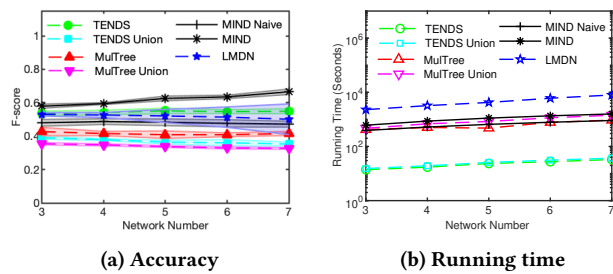 TENDS
TENDS Union
MulTree
MulTree Union
MIND Naive
MIND
LMDN
F-score
1
0.8
0.6
0.4
0.2
0
3 4 5 6 7
Network Number
(a) Accuracy
TENDS
TENDS Union
MulTree
MulTree Union
MIND Naive
MIND
LMDN
Running Time (Seconds)
10^7
10^6
10^4
10^2
10^0
3 4 5 6 7
Network Number
(b) Running time